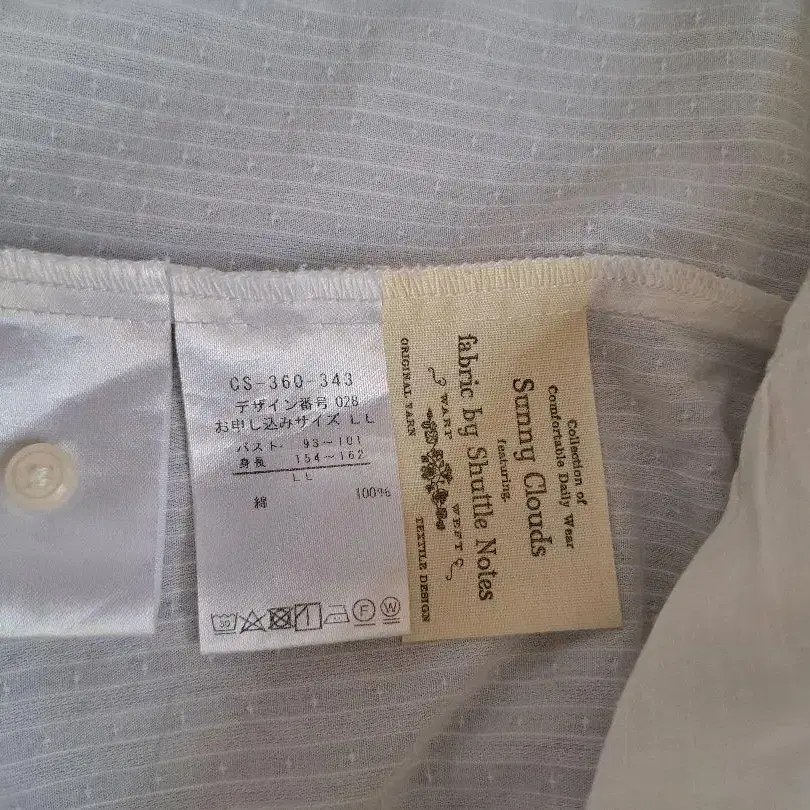 CS-360-343
デザイン番号 028
お申し込みサイズ LL
バスト 93~101
身長 154~162
LL
綿 100%
30
F
W
Collection of
Comfortable Daily Wear
Sunny Clouds
featuring.
fabric by Shuttle Notes
WARP WEST
ORIGINAL YARN TEXTILE DESIGN